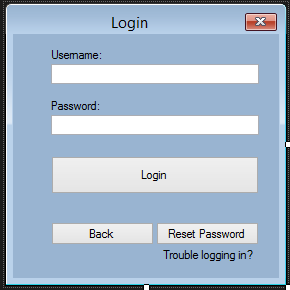 Login
Username:
Password:
Login
Back
Reset Password
Trouble logging in?